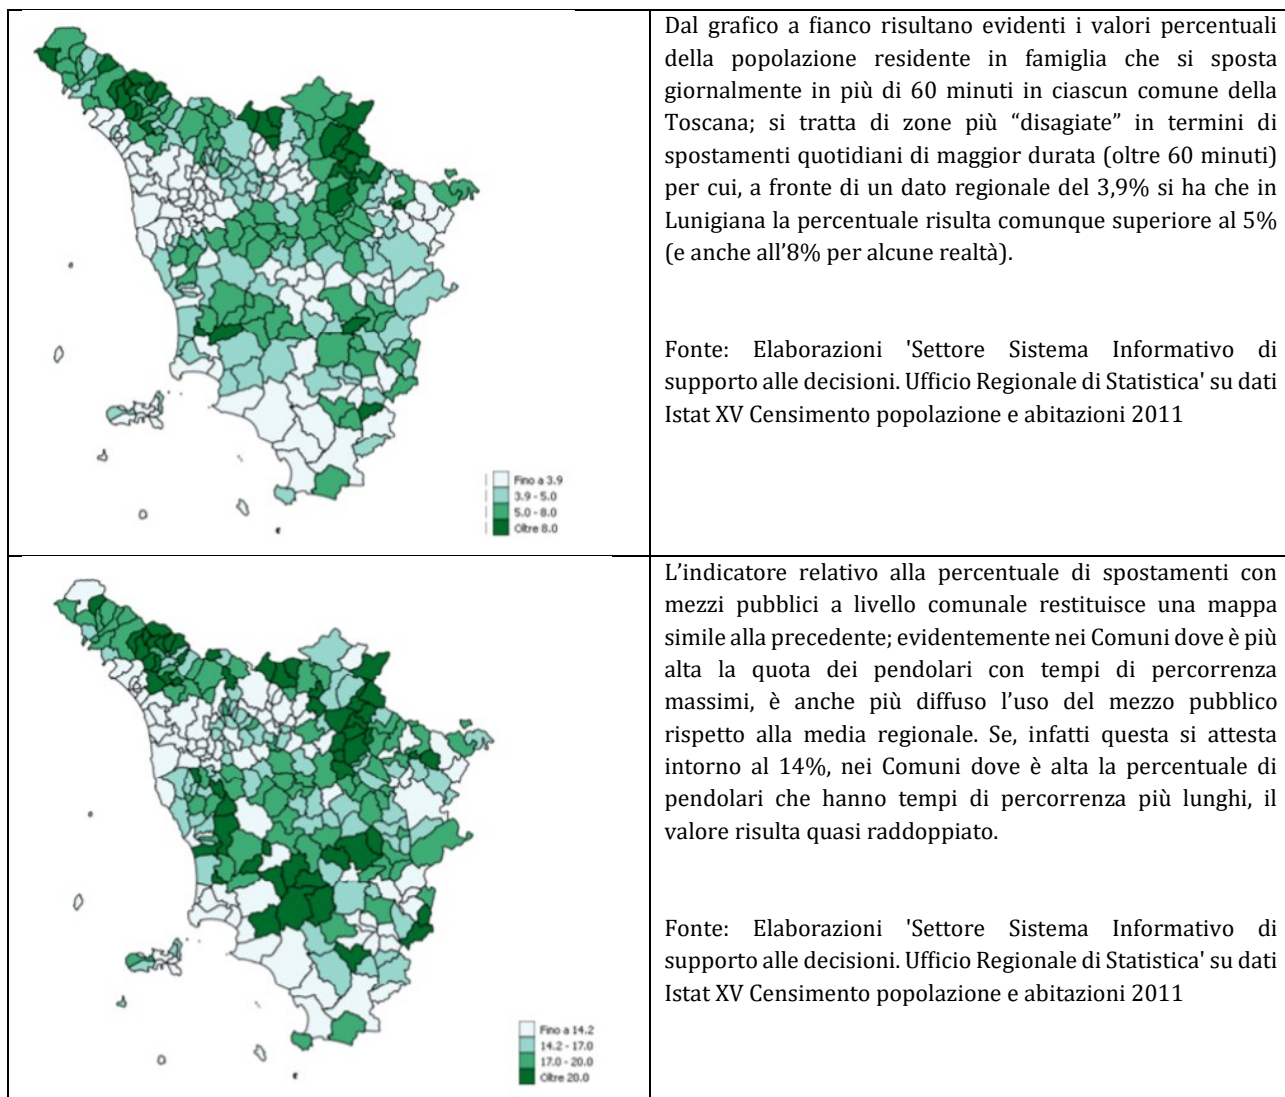 Dal grafico a fianco risultano evidenti i valori percentuali
della popolazione residente in famiglia che si sposta
giornalmente in più di 60 minuti in ciascun comune della
Toscana; si tratta di zone più “disagiate” in termini di
spostamenti quotidiani di maggior durata (oltre 60 minuti)
per cui, a fronte di un dato regionale del 3,9% si ha che in
Lunigiana la percentuale risulta comunque superiore al 5%
(e anche all’8% per alcune realtà).
Fonte: Elaborazioni 'Settore Sistema Informativo di
supporto alle decisioni. Ufficio Regionale di Statistica' su dati
Istat XV Censimento popolazione e abitazioni 2011
Fino a 3.9
3.9 - 5.0
5.0 - 8.0
Oltre 8.0
L’indicatore relativo alla percentuale di spostamenti con
mezzi pubblici a livello comunale restituisce una mappa
simile alla precedente; evidentemente nei Comuni dove è più
alta la quota dei pendolari con tempi di percorrenza
massimi, è anche più diffuso l’uso del mezzo pubblico
rispetto alla media regionale. Se, infatti questa si attesta
intorno al 14%, nei Comuni dove è alta la percentuale di
pendolari che hanno tempi di percorrenza più lunghi, il
valore risulta quasi raddoppiato.
Fonte: Elaborazioni 'Settore Sistema Informativo di
supporto alle decisioni. Ufficio Regionale di Statistica' su dati
Istat XV Censimento popolazione e abitazioni 2011
Fino a 14.2
14.2 - 17.0
17.0 - 20.0
Oltre 20.0